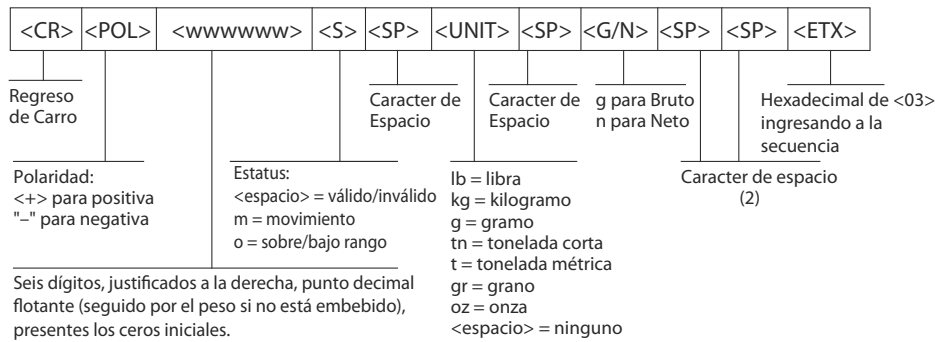 <CR> <POL> <wwwwww> <S> <SP> <UNIT> <SP> <G/N> <SP> <SP> <ETX>
Regreso
de Carro
Caracter de
Espacio
Caracter de
Espacio
g para Bruto
n para Neto
Hexadecimal de <03>
ingresando a la
secuencia
Polaridad:
<+> para positiva
"–" para negativa
Estatus:
<espacio> = válido/inválido
m = movimiento
o = sobre/bajo rango
lb = libra
kg = kilogramo
g = gramo
tn = tonelada corta
t = tonelada métrica
gr = grano
oz = onza
<espacio> = ninguno
Caracter de espacio
(2)
Seis dígitos, justificados a la derecha, punto decimal
flotante (seguido por el peso si no está embebido),
presentes los ceros iniciales.